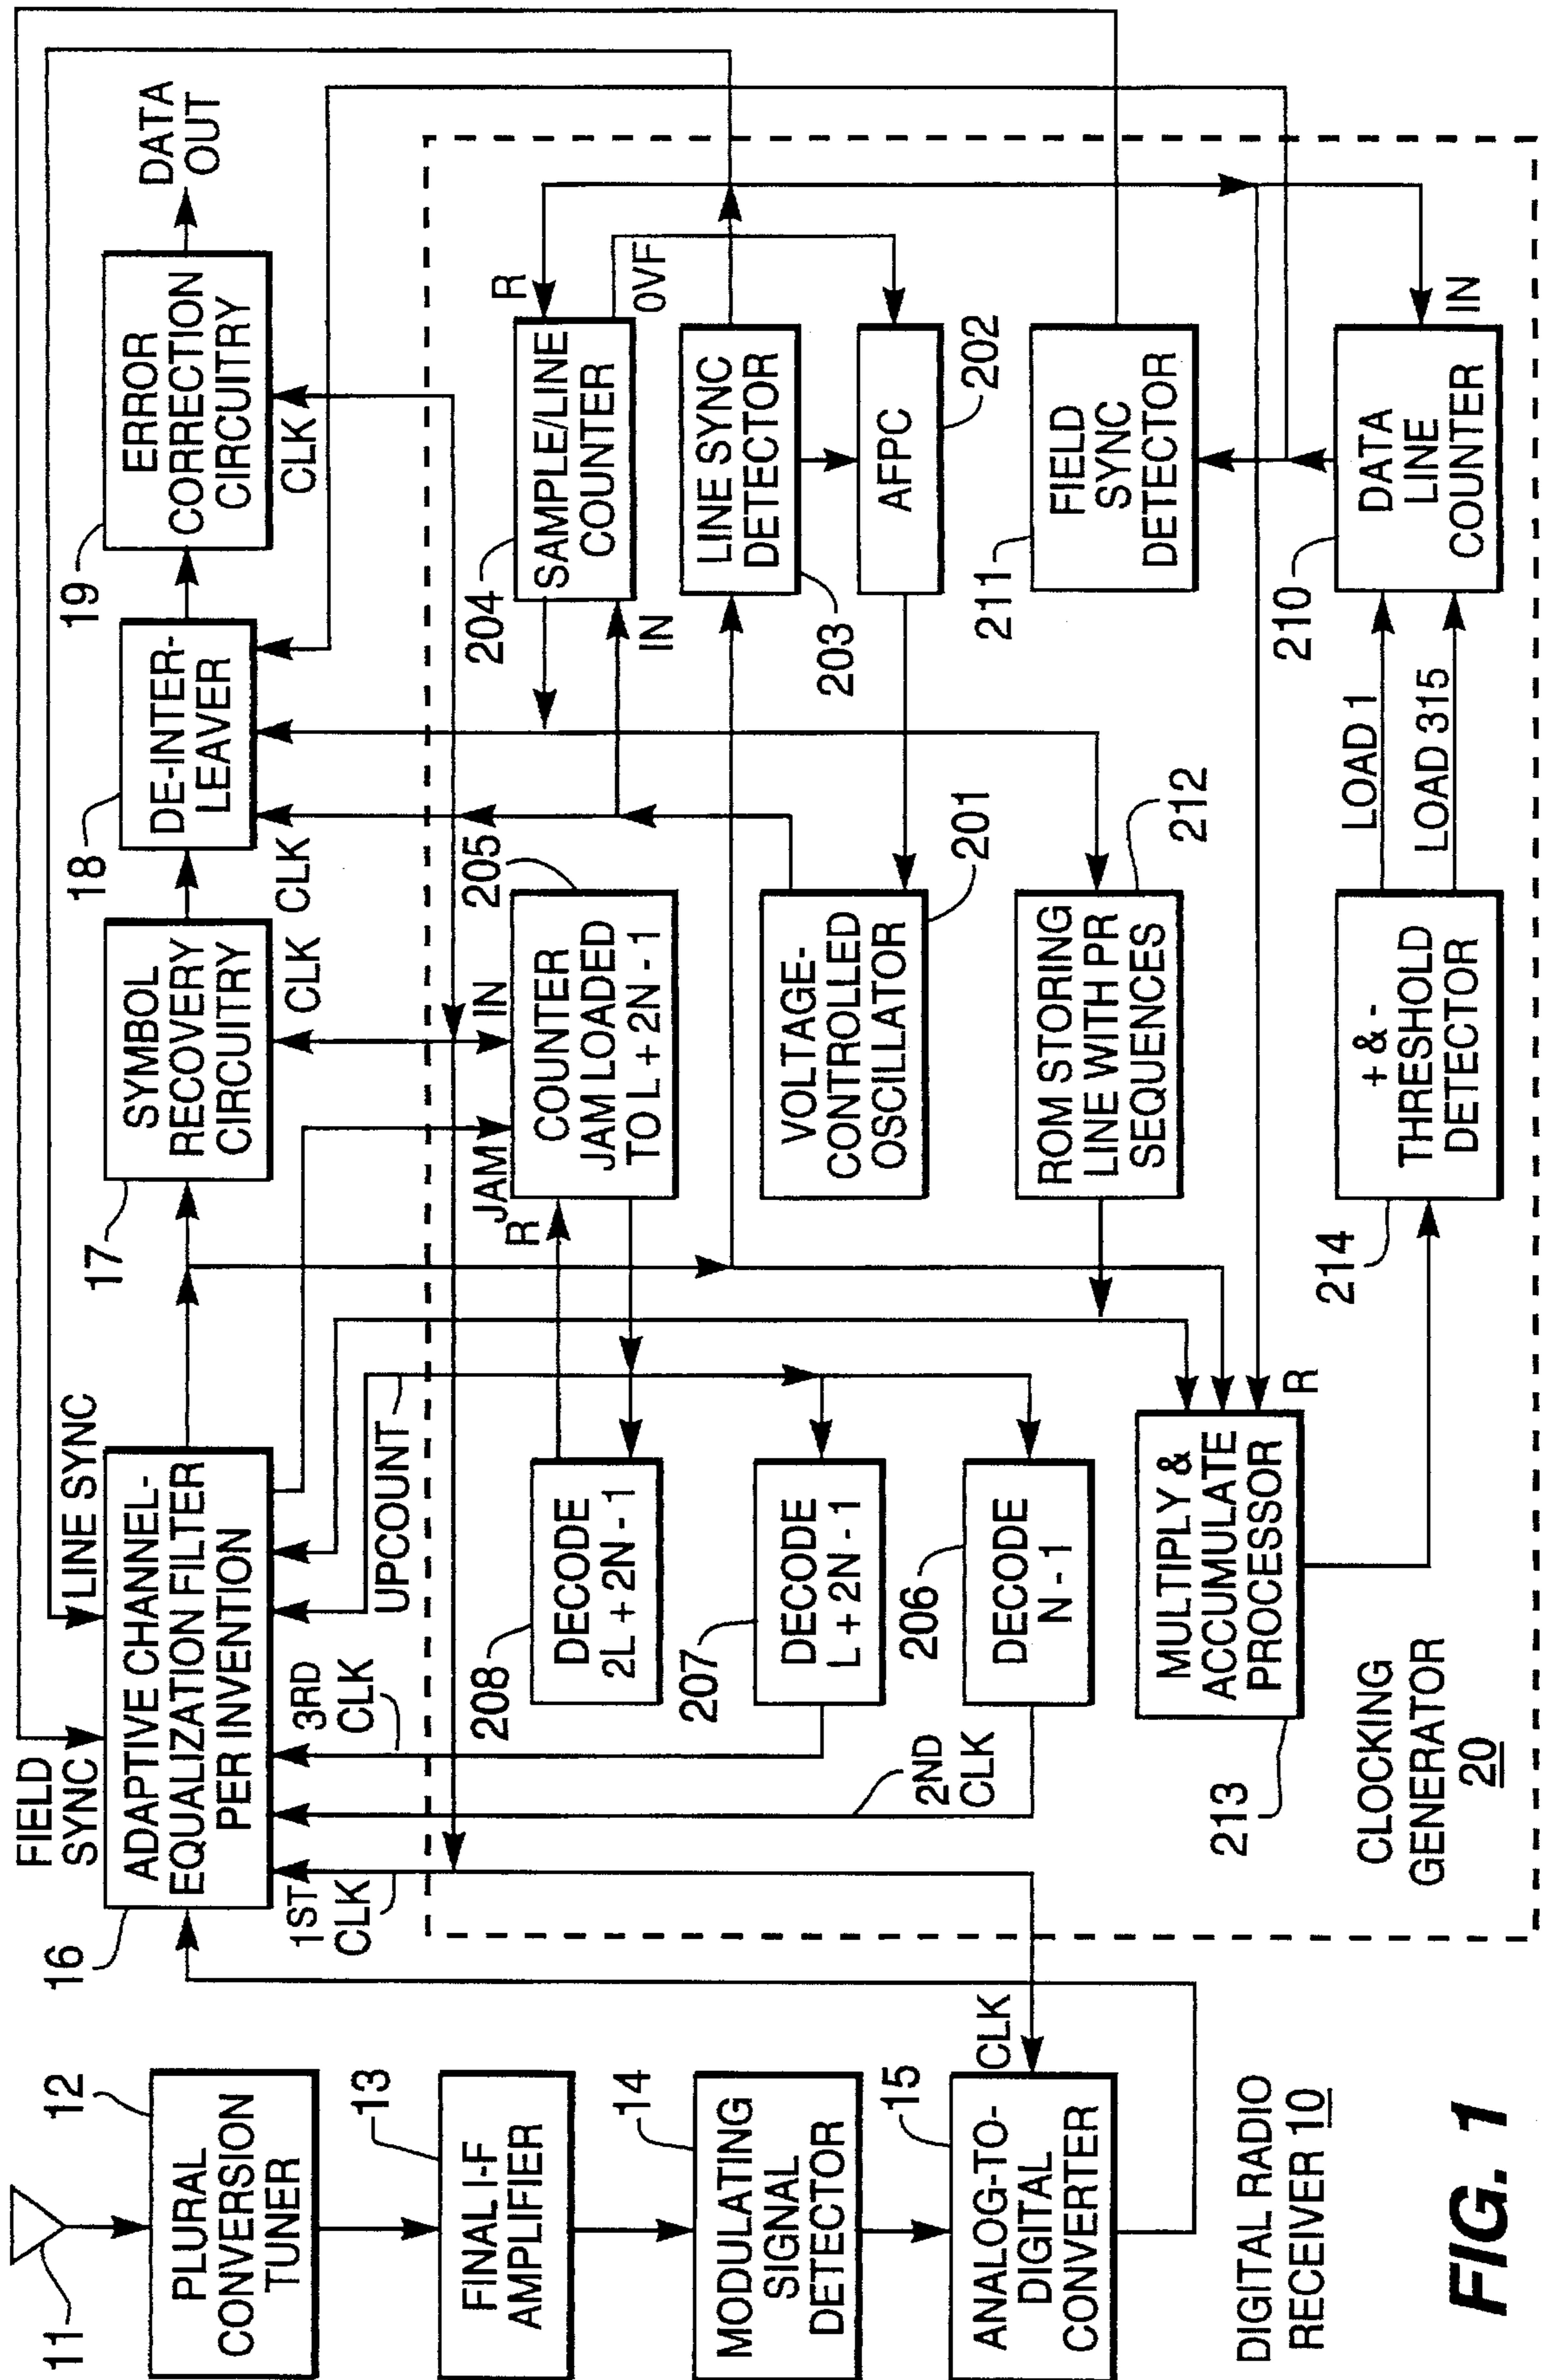 11
PLURAL
CONVERSION
TUNER
12
FINAL I-F
AMPLIFIER
13
MODULATING
SIGNAL
DETECTOR
14
ANALOG-TO-
DIGITAL
CONVERTER
15
CLK
DIGITAL RADIO
RECEIVER 10
FIELD
SYNC
LINE SYNC
16
ADAPTIVE CHANNEL-
EQUALIZATION FILTER
PER INVENTION
1ST
CLK
2ND
CLK
3RD
CLK
UPCOUNT
17
SYMBOL
RECOVERY
CIRCUITRY
CLK
18
DE-INTER-
LEAVER
CLK
19
ERROR
CORRECTION
CIRCUITRY
CLK
DATA
OUT
208
DECODE
2L + 2N - 1
207
DECODE
L + 2N - 1
206
DECODE
N - 1
JAM
R
IN
205
COUNTER
JAM LOADED
TO L + 2N - 1
204
SAMPLE/LINE
COUNTER
R
IN
OVF
VOLTAGE-
CONTROLLED
OSCILLATOR
201
LINE SYNC
DETECTOR
203
AFPC
202
213
MULTIPLY &
ACCUMULATE
PROCESSOR
R
ROM STORING
LINE WITH PR
SEQUENCES
212
211
FIELD
SYNC
DETECTOR
214
+ & -
THRESHOLD
DETECTOR
LOAD 1
LOAD 315
210
DATA
LINE
COUNTER
IN
CLOCKING
GENERATOR
20
FIG. 1